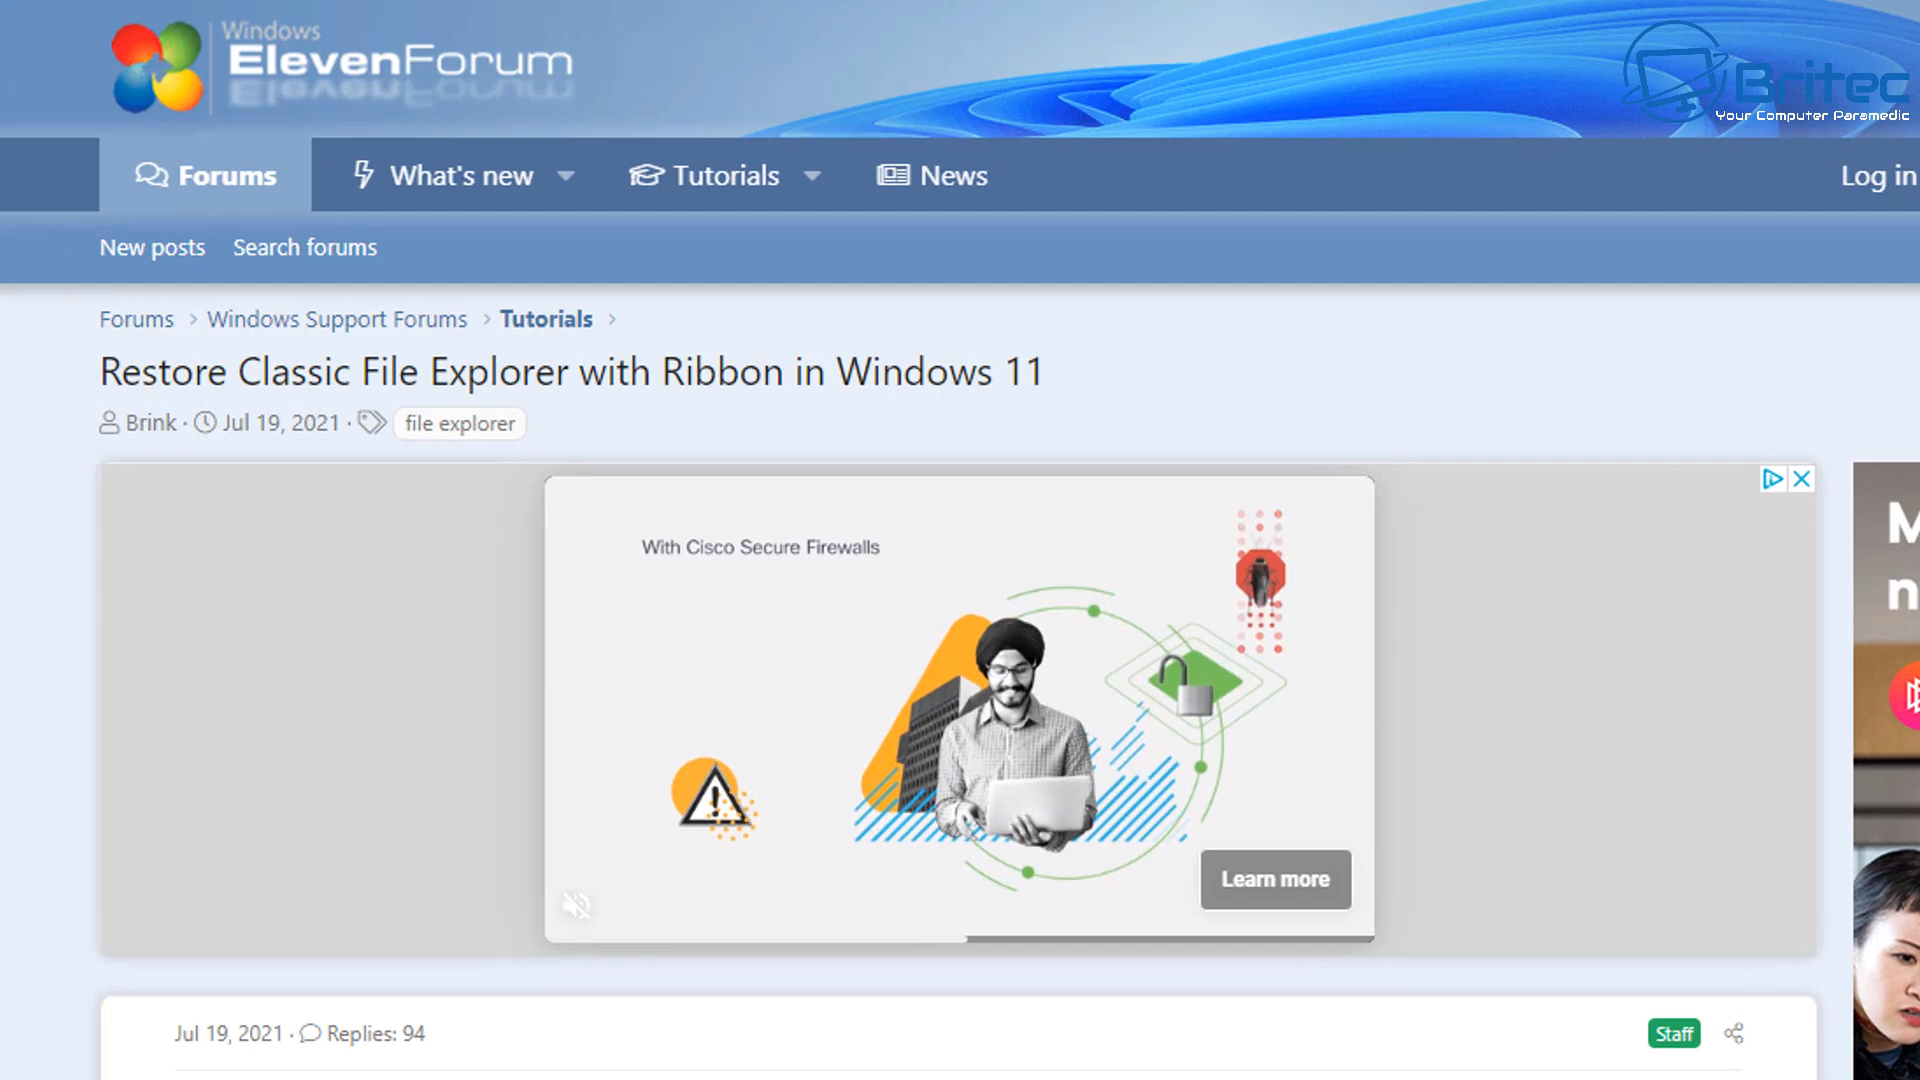 Windows
ElevenForum
Britec
Your Computer Paramedic
Forums
What's new
Tutorials
News
Log in
New posts
Search forums
Forums
Windows Support Forums
Tutorials
Restore Classic File Explorer with Ribbon in Windows 11
Brink · Jul 19, 2021 · file explorer
With Cisco Secure Firewalls
M
n
Learn more
Jul 19, 2021 · Replies: 94
Staff